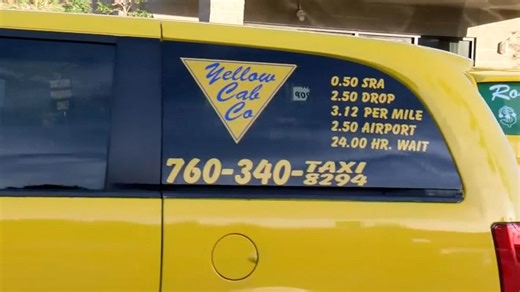 Yellow
Cab
Co
0.50 SRA
2.50 DROP
3.12 PER MILE
2.50 AIRPORT
24.00 HR. WAIT
760-340-TAXI
8294
Ro